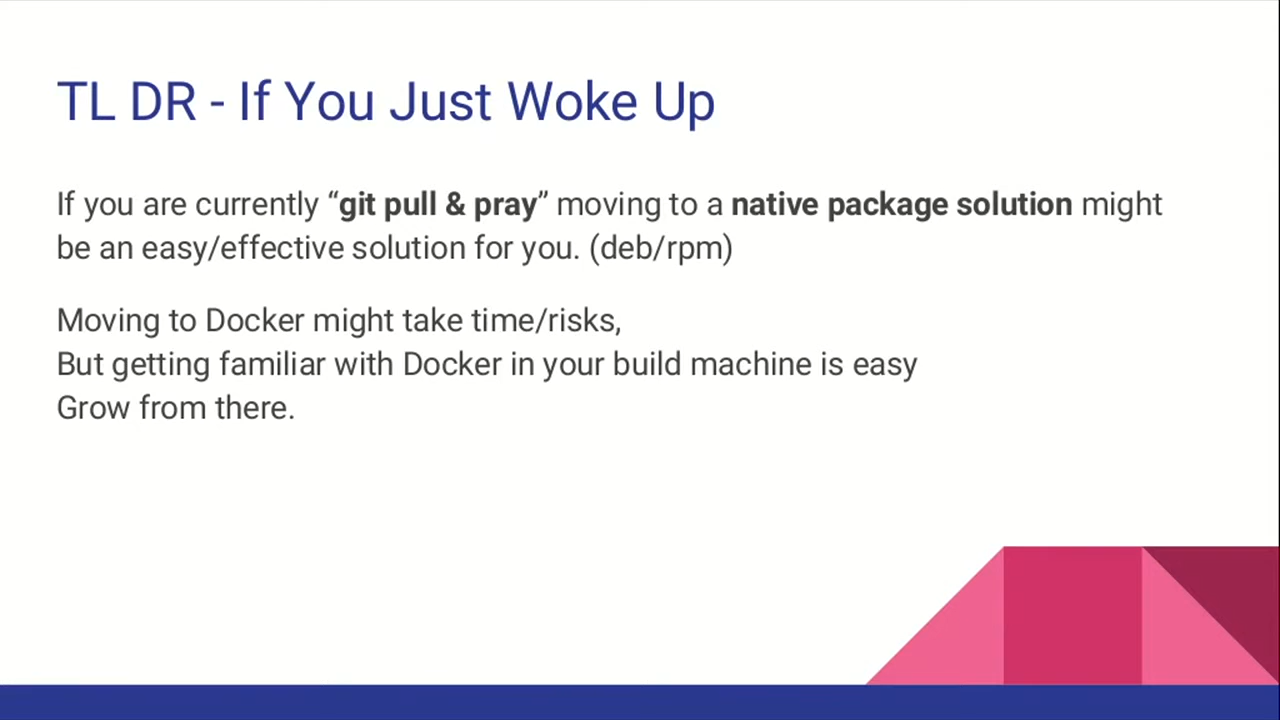 TL DR - If You Just Woke Up
If you are currently “git pull & pray” moving to a native package solution might
be an easy/effective solution for you. (deb/rpm)
Moving to Docker might take time/risks,
But getting familiar with Docker in your build machine is easy
Grow from there.